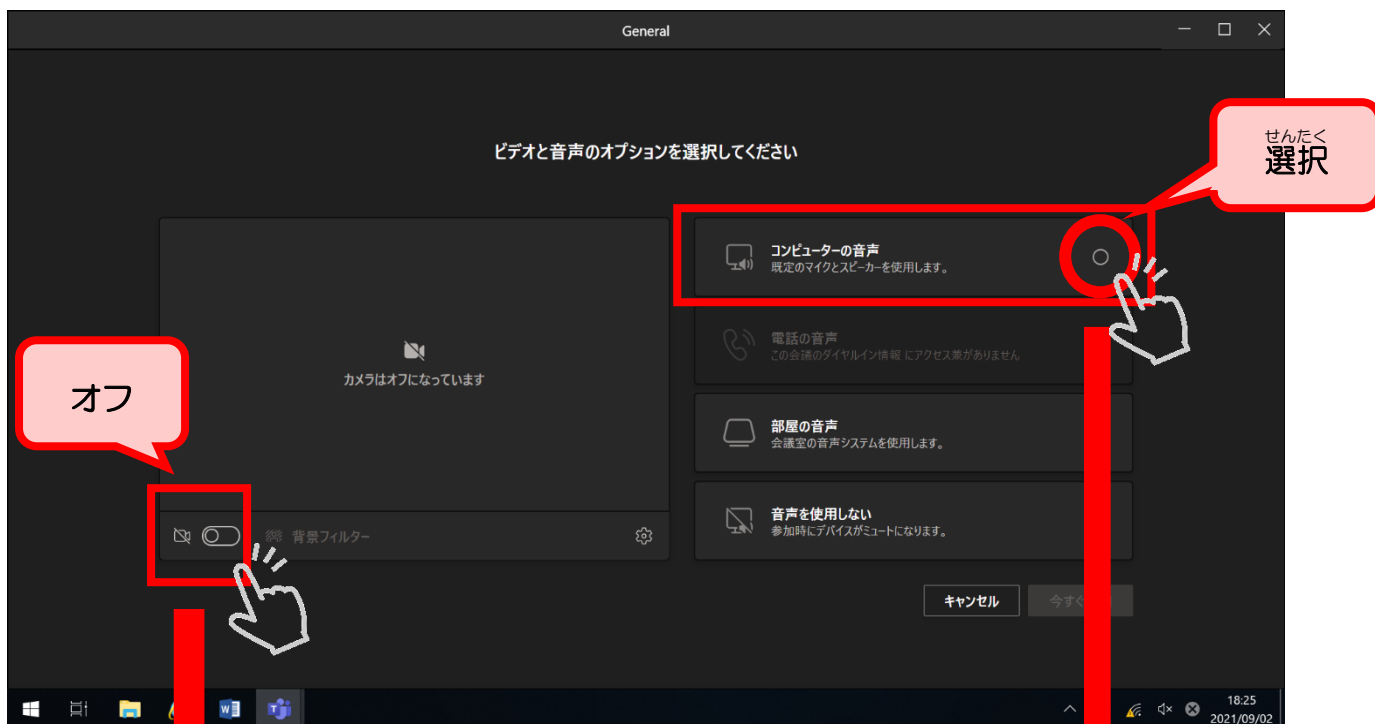 General
せんたく
選択
ビデオと音声のオプションを選択してください
コンピューターの音声
既定のマイクとスピーカーを使用します。
電話の音声
この会議のダイヤルイン情報 にアクセス兼がありません
オフ
カメラはオフになっています
部屋の音声
会議室の音声システムを使用します。
音声を使用しない
参加時にデバイスがミュートになります。
背景フィルター
キャンセル
今すぐ
18:25
2021/09/02